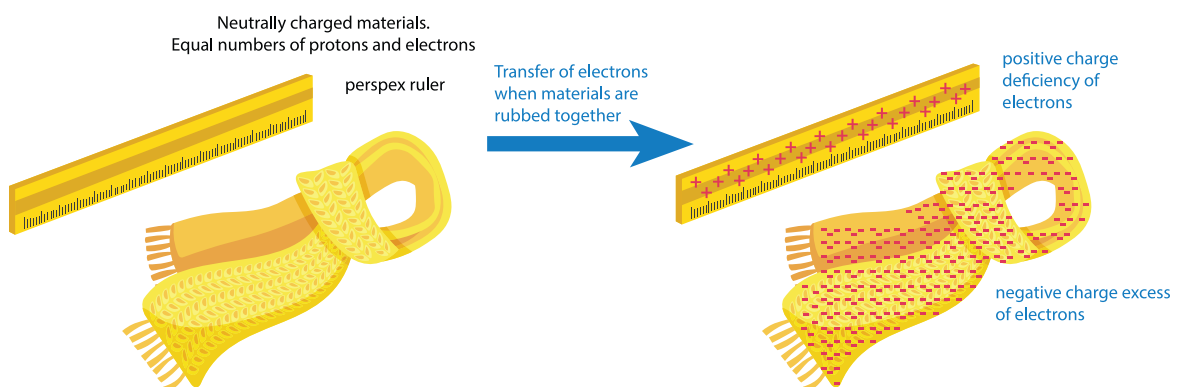 Neutrally charged materials.
Equal numbers of protons and electrons
perspex ruler
Transfer of electrons
when materials are
rubbed together
positive charge
deficiency of
electrons
negative charge excess
of electrons